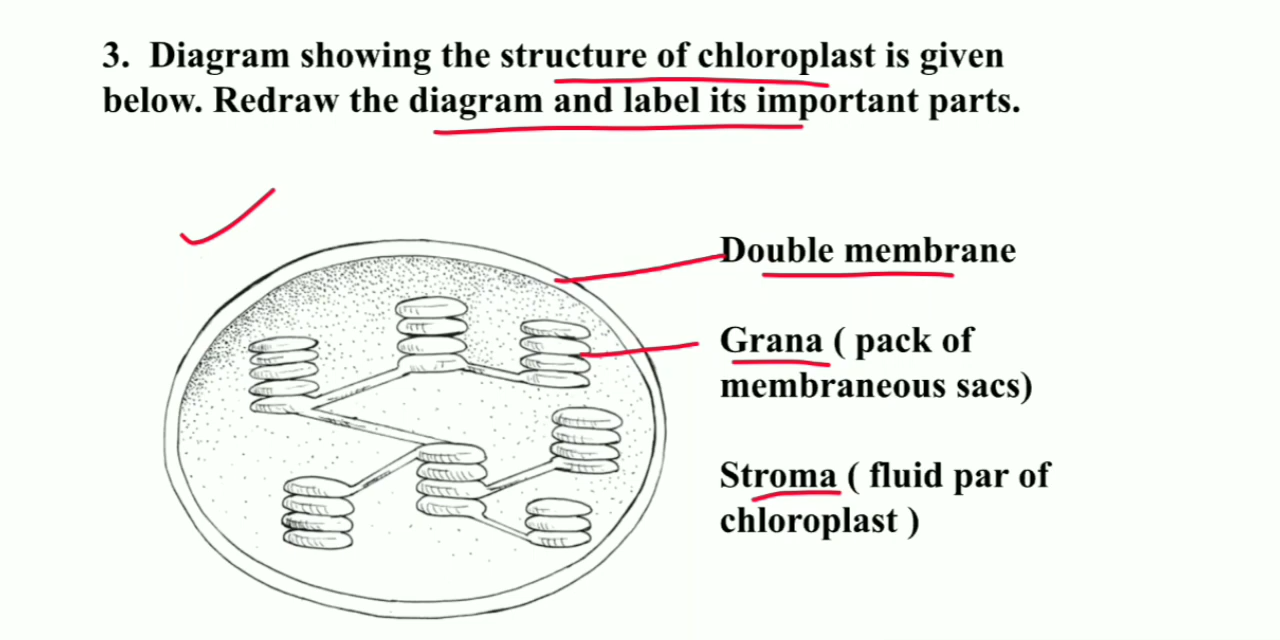 3. Diagram showing the structure of chloroplast is given
below. Redraw the diagram and label its important parts.
Double membrane
Grana ( pack of
membraneous sacs)
Stroma ( fluid par of
chloroplast )